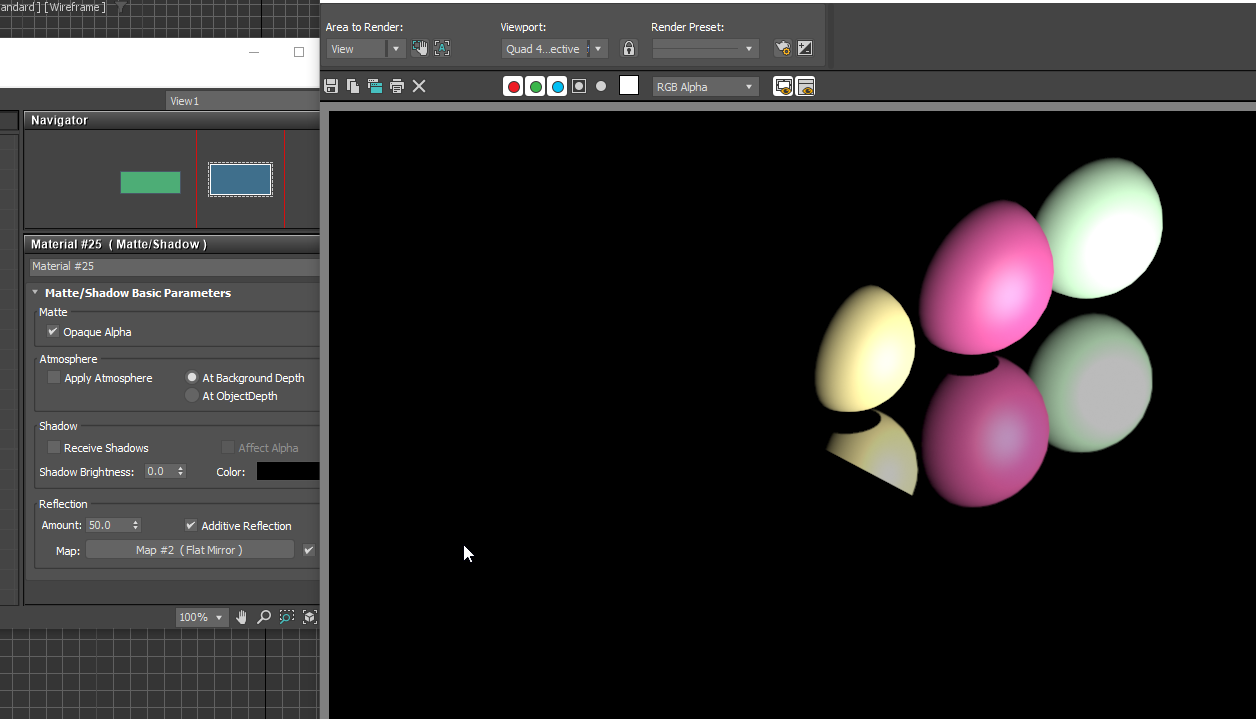 andard ] [Wireframe ]
Area to Render:
Viewport:
Render Preset:
View
Quad 4...ective
RGB Alpha
View1
Navigator
Material #25 ( Matte/Shadow )
Material #25
Matte/Shadow Basic Parameters
Matte
Opaque Alpha
Atmosphere
Apply Atmosphere
At Background Depth
At ObjectDepth
Shadow
Receive Shadows
Affect Alpha
Shadow Brightness: 0.0
Color:
Reflection
Amount: 50.0
Additive Reflection
Map: Map #2 ( Flat Mirror )
100%